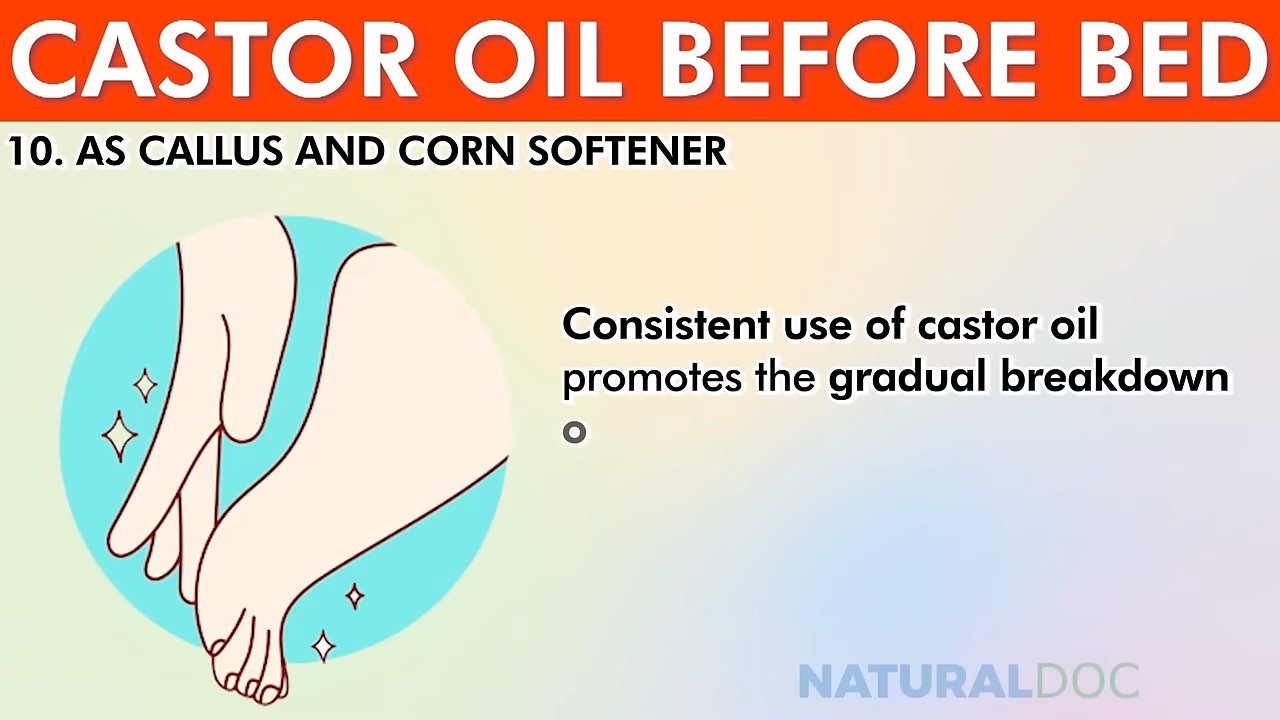 CASTOR OIL BEFORE BED
10. AS CALLUS AND CORN SOFTENER
Consistent use of castor oil
promotes the gradual breakdown
o
NATURALDOC